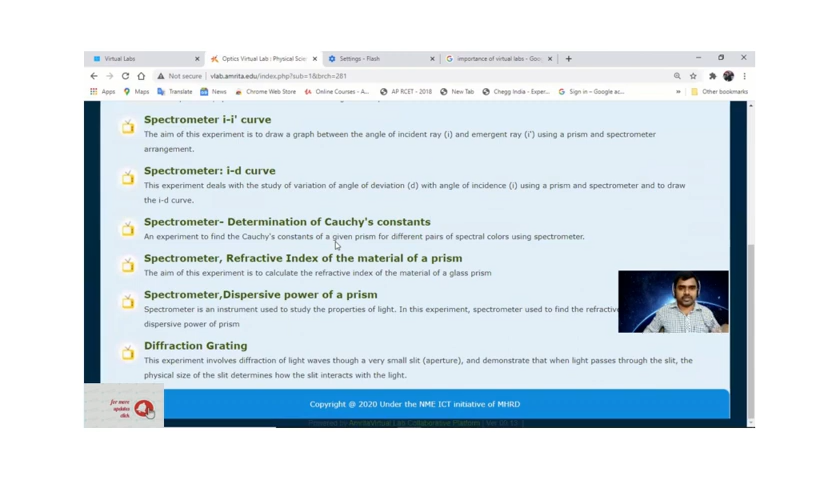 Virtual Labs
Optics Virtual Lab : Physical Scie
Settings - Flash
importance of virtual labs - Goo
Not secure
vlab.amrita.edu/index.php?sub=1&brch=281
Apps
Maps
Translate
News
Chrome Web Store
Online Courses - A...
AP RCET - 2018
New Tab
Chegg India - Exper...
Sign in – Google ac...
Other bookmarks
Spectrometer i-i' curve
The aim of this experiment is to draw a graph between the angle of incident ray (i) and emergent ray (i') using a prism and spectrometer
arrangement.
Spectrometer: i-d curve
This experiment deals with the study of variation of angle of deviation (d) with angle of incidence (i) using a prism and spectrometer and to draw
the i-d curve.
Spectrometer- Determination of Cauchy's constants
An experiment to find the Cauchy's constants of a given prism for different pairs of spectral colors using spectrometer.
Spectrometer, Refractive Index of the material of a prism
The aim of this experiment is to calculate the refractive index of the material of a glass prism
Spectrometer,Dispersive power of a prism
Spectrometer is an instrument used to study the properties of light. In this experiment, spectrometer used to find the refractive
dispersive power of prism
Diffraction Grating
This experiment involves diffraction of light waves though a very small slit (aperture), and demonstrate that when light passes through the slit, the
physical size of the slit determines how the slit interacts with the light.
for more
updates
click
Copyright @ 2020 Under the NME ICT initiative of MHRD
Powered by AmritaVirtual Lab Collaborative Platform